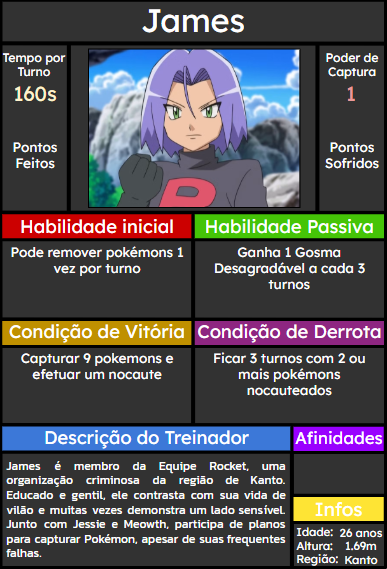 James
Tempo por
Turno
160s
Pontos
Feitos
Poder de
Captura
1
Pontos
Sofridos
R
Habilidade inicial
Pode remover pokémons 1
vez por turno
Habilidade Passiva
Ganha 1 Gosma
Desagradável a cada 3
turnos
Condição de Vitória
Capturar 9 pokemons e
efetuar um nocaute
Condição de Derrota
Ficar 3 turnos com 2 ou
mais pokémons
nocauteados
Descrição do Treinador
James é membro da Equipe Rocket, uma
organização criminosa da região de Kanto.
Educado e gentil, ele contrasta com sua vida de
vilão e muitas vezes demonstra um lado sensível.
Junto com Jessie e Meowth, participa de planos
para capturar Pokémon, apesar de suas frequentes
falhas.
Afinidades
Infos
Idade: 26 anos
Altura: 1.69m
Região: Kanto